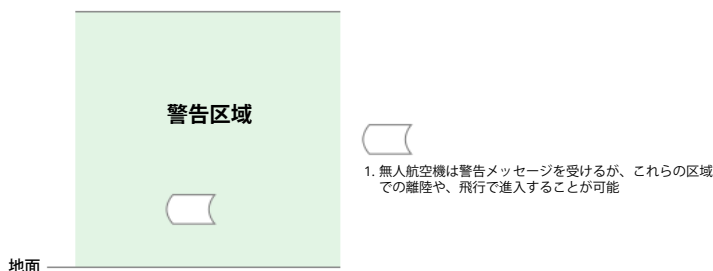 警告区域
1. 無人航空機は警告メッセージを受けるが、これらの区域
での離陸や、飛行で進入することが可能
地面